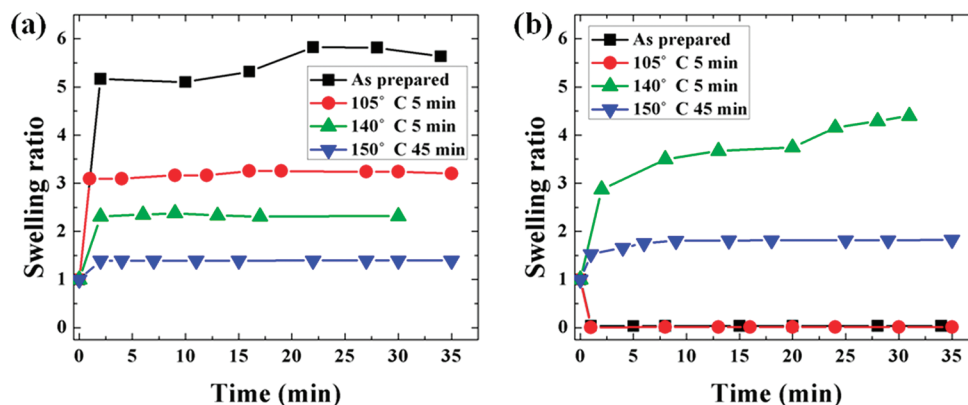 (a)
Swelling ratio
6
5
4
3
2
1
0
As prepared
105° C 5 min
140° C 5 min
150° C 45 min
0 5 10 15 20 25 30 35
Time (min)
(b)
Swelling ratio
6
5
4
3
2
1
0
As prepared
105° C 5 min
140° C 5 min
150° C 45 min
0 5 10 15 20 25 30 35
Time (min)